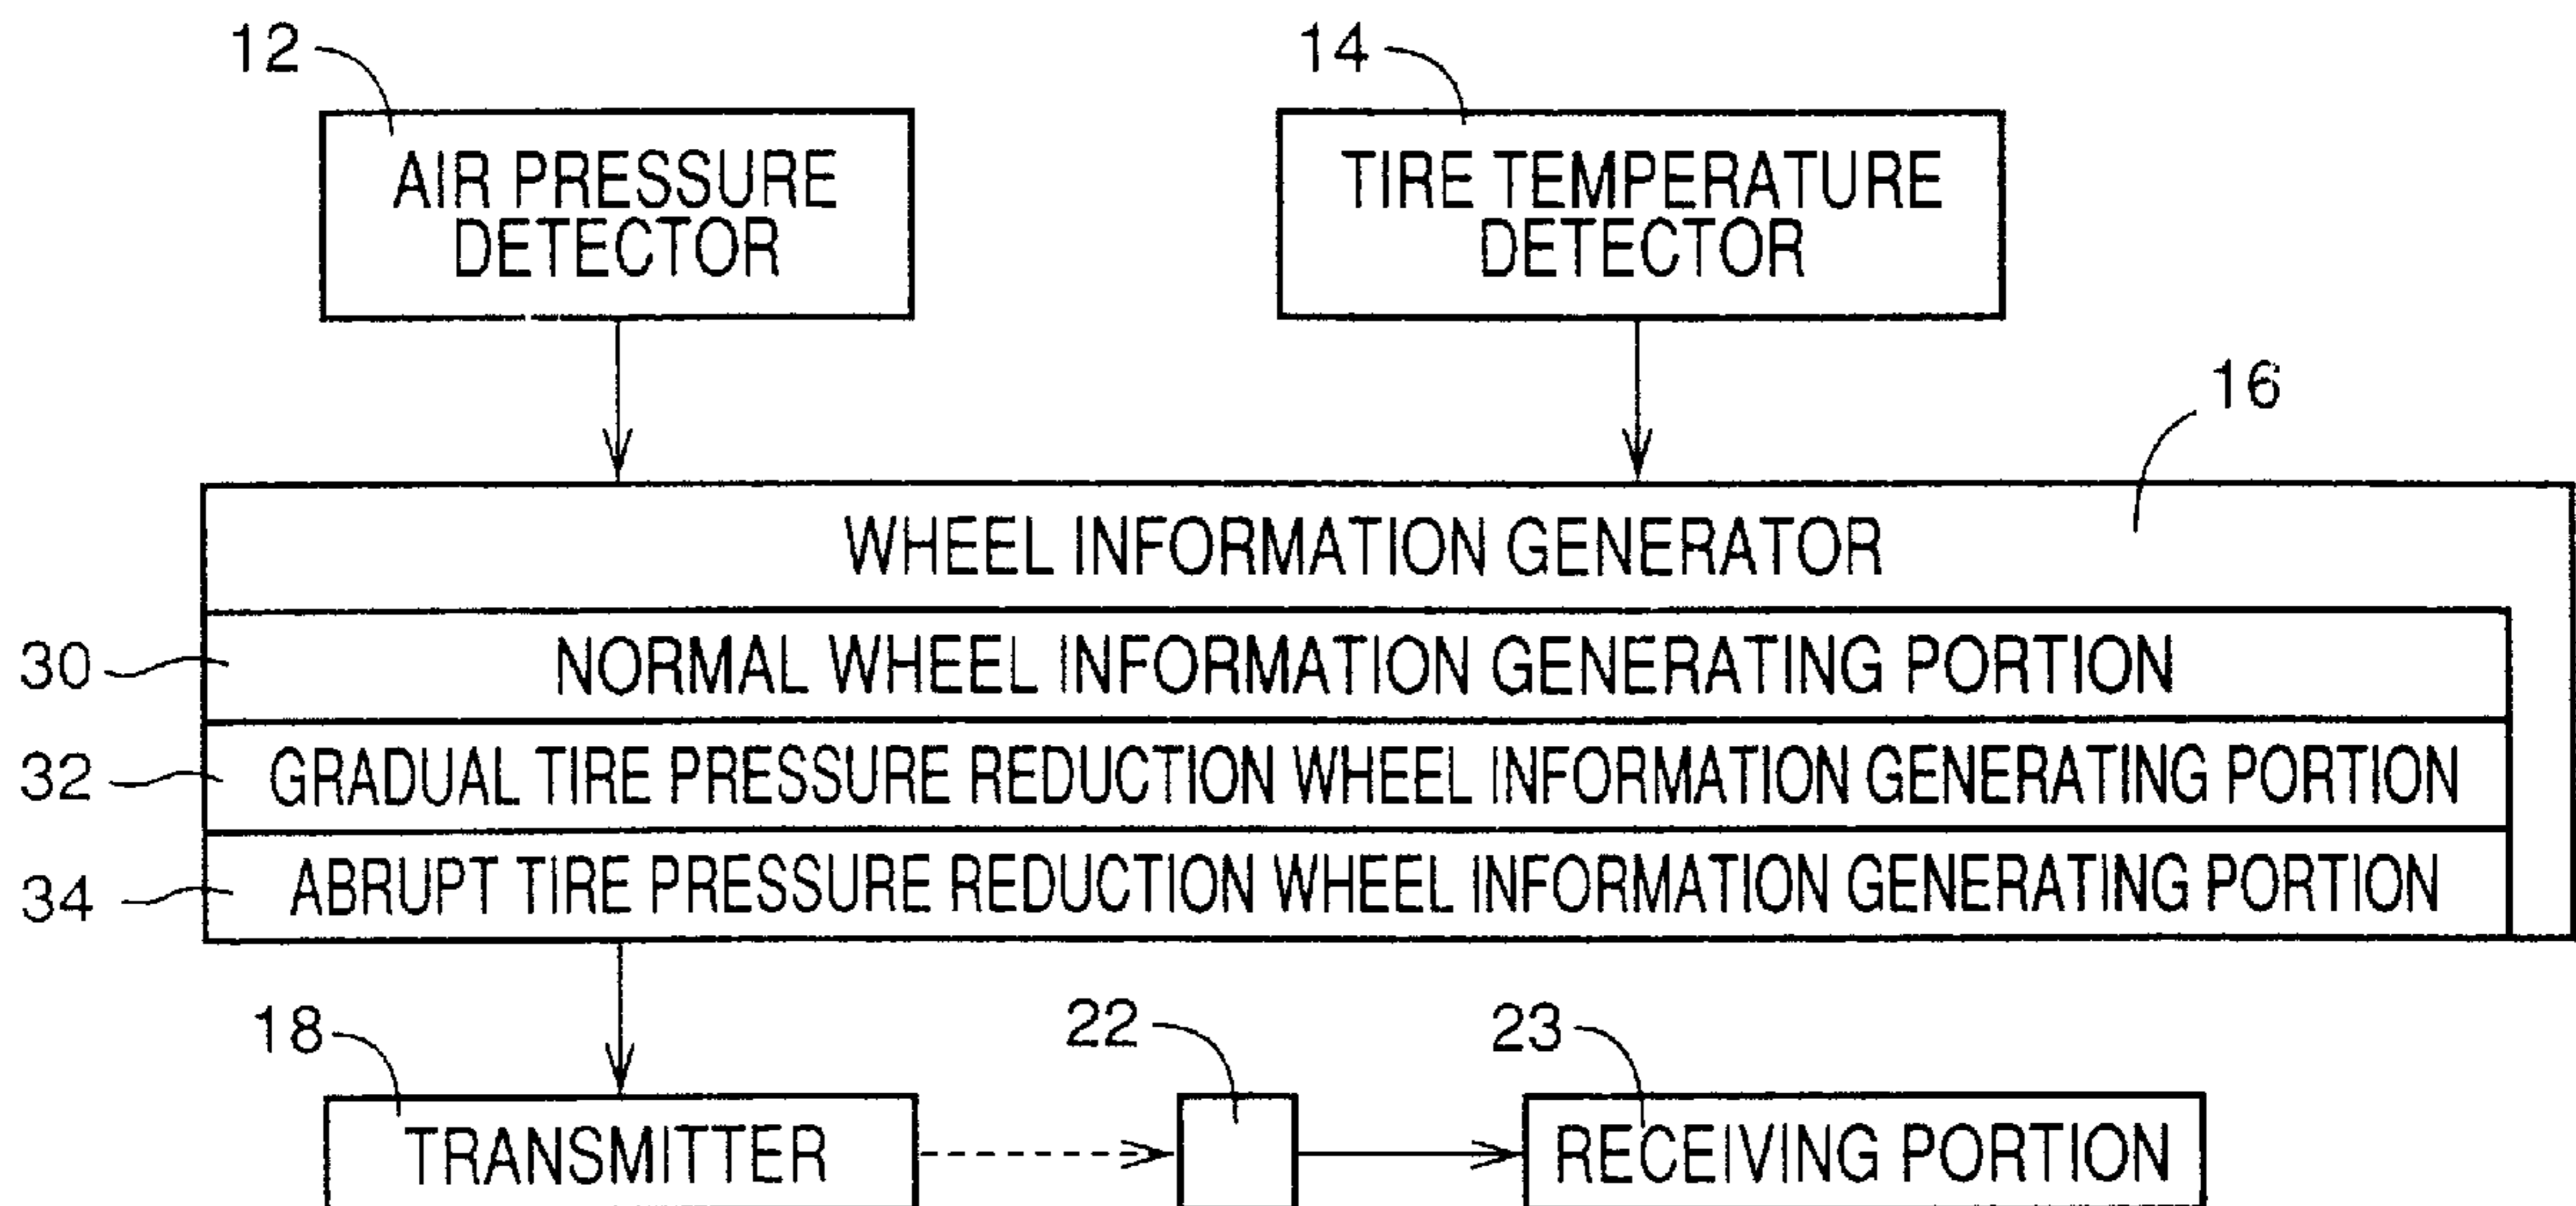 12
14
AIR PRESSURE
DETECTOR
TIRE TEMPERATURE
DETECTOR
16
WHEEL INFORMATION GENERATOR
30
NORMAL WHEEL INFORMATION GENERATING PORTION
32
GRADUAL TIRE PRESSURE REDUCTION WHEEL INFORMATION GENERATING PORTION
34
ABRUPT TIRE PRESSURE REDUCTION WHEEL INFORMATION GENERATING PORTION
18
22
23
TRANSMITTER
RECEIVING PORTION